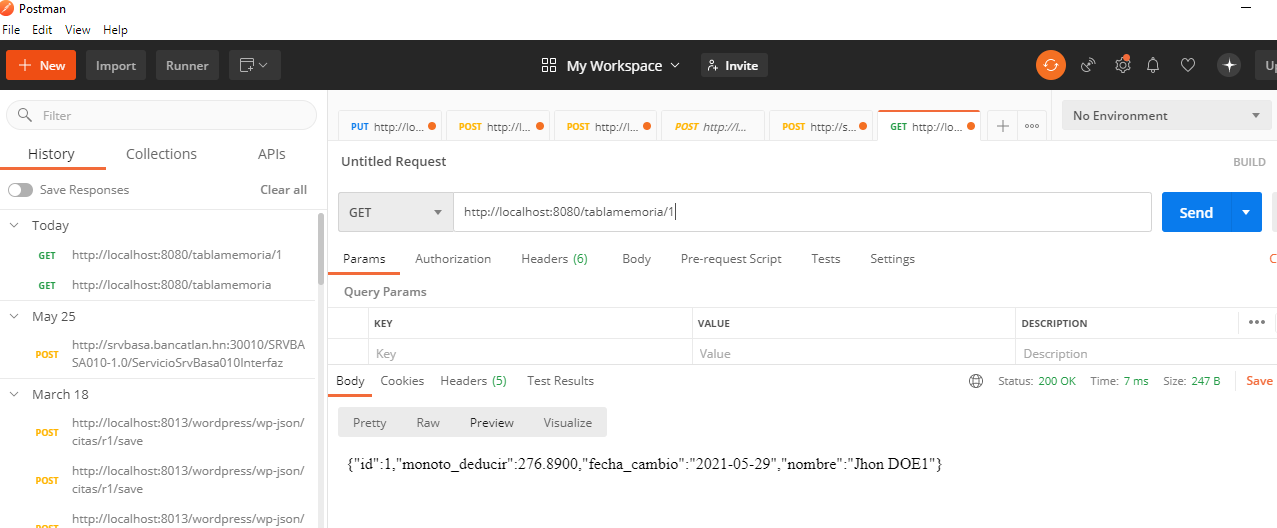 Postman
File Edit View Help
New Import Runner My Workspace Invite Up
Filter
History Collections APIs
Save Responses Clear all
Today
GET http://localhost:8080/tablamemoria/1
GET http://localhost:8080/tablamemoria
May 25
POST http://srvbasa.bancatlan.hn:30010/SRVBA
SA010-1.0/ServicioSrvBasa010Interfaz
March 18
POST http://localhost:8013/wordpress/wp-json/
citas/r1/save
POST http://localhost:8013/wordpress/wp-json/
citas/r1/save
POST http://localhost:8013/wordpress/wp-json/
PUT http://lo... POST http://l... POST http://l... POST http://l... POST http://s... GET http://lo... No Environment
Untitled Request BUILD
GET http://localhost:8080/tablamemoria/1 Send
Params Authorization Headers (6) Body Pre-request Script Tests Settings C
Query Params
KEY VALUE DESCRIPTION
Key Value Description
Body Cookies Headers (5) Test Results Status: 200 OK Time: 7 ms Size: 247 B Save
Pretty Raw Preview Visualize
{"id":1,"monoto_deducir":276.8900,"fecha_cambio":"2021-05-29","nombre":"Jhon DOE1"}